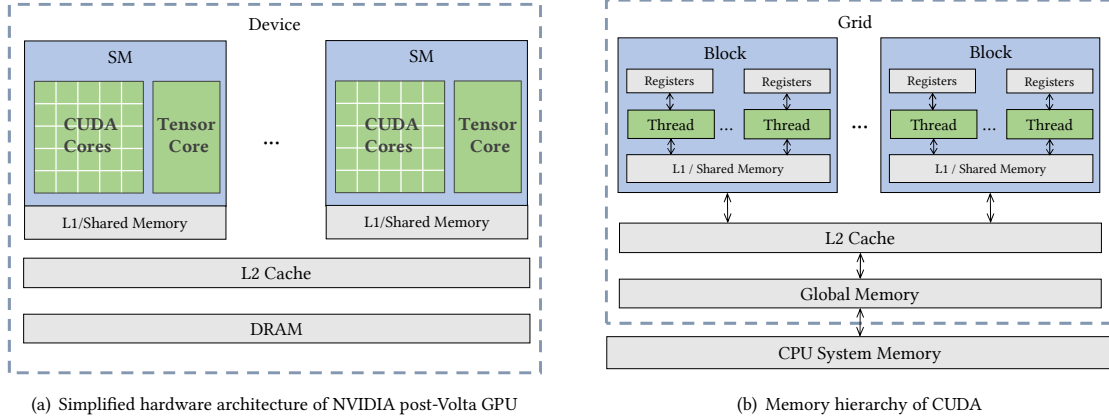 Device
SM
CUDA Cores
Tensor Core
L1/Shared Memory
...
SM
CUDA Cores
Tensor Core
L1/Shared Memory
L2 Cache
DRAM
(a) Simplified hardware architecture of NVIDIA post-Volta GPU
Grid
Block
Registers
Registers
Thread
...
Thread
L1 / Shared Memory
...
Block
Registers
Registers
Thread
...
Thread
L1 / Shared Memory
L2 Cache
Global Memory
CPU System Memory
(b) Memory hierarchy of CUDA